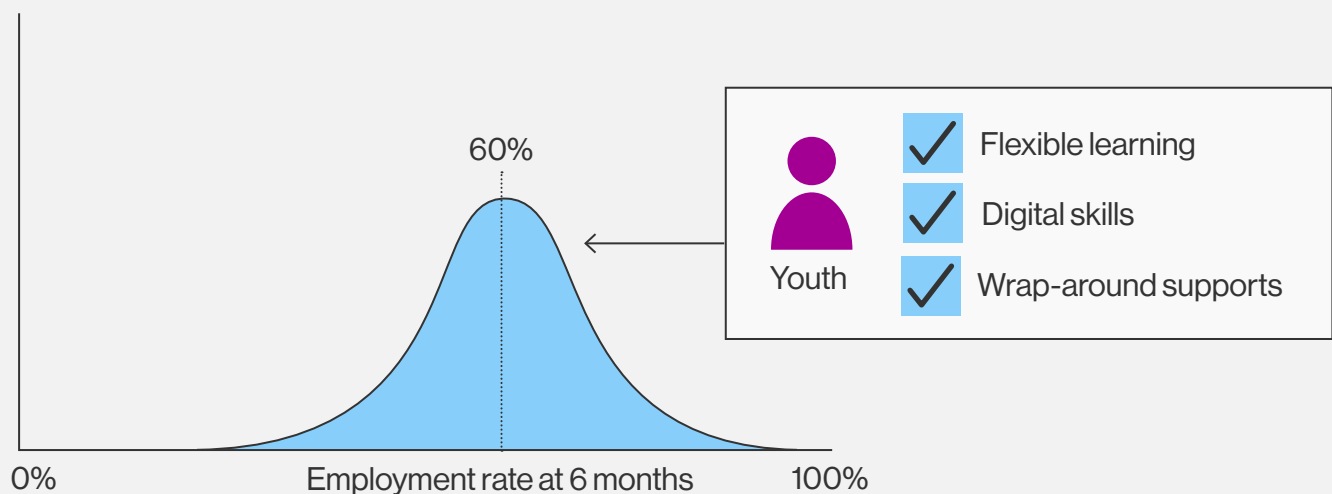 60%
Youth
Flexible learning
Digital skills
Wrap-around supports
0%
Employment rate at 6 months
100%